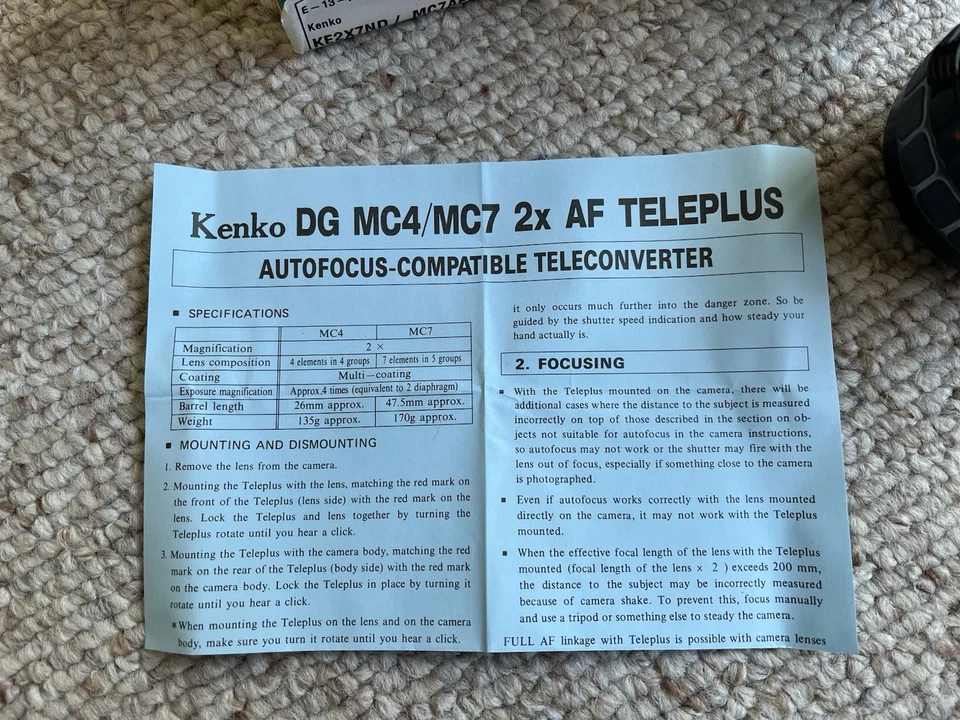 E-13-
Kenko
KE2X7ND /
Kenko DG MC4/MC7 2x AF TELEPLUS
AUTOFOCUS-COMPATIBLE TELECONVERTER
■ SPECIFICATIONS
MC4 MC7
Magnification 2 ×
Lens composition 4 elements in 4 groups 7 elements in 5 groups
Coating Multi-coating
Exposure magnification Approx.4 times (equivalent to 2 diaphragm)
Barrel length 26mm approx. 47.5mm approx.
Weight 135g approx. 170g approx.
■ MOUNTING AND DISMOUNTING
1. Remove the lens from the camera.
2. Mounting the Teleplus with the lens, matching the red mark on
the front of the Teleplus (lens side) with the red mark on the
lens. Lock the Teleplus and lens together by turning the
Teleplus rotate until you hear a click.
3. Mounting the Teleplus with the camera body, matching the red
mark on the rear of the Teleplus (body side) with the red mark
on the camera body. Lock the Teleplus in place by turning it
rotate until you hear a click.
*When mounting the Teleplus on the lens and on the camera
body, make sure you turn it rotate until you hear a click.
it only occurs much further into the danger zone. So be
guided by the shutter speed indication and how steady your
hand actually is.
2. FOCUSING
■ With the Teleplus mounted on the camera, there will be
additional cases where the distance to the subject is measured
incorrectly on top of those described in the section on ob-
jects not suitable for autofocus in the camera instructions,
so autofocus may not work or the shutter may fire with the
lens out of focus, especially if something close to the camera
is photographed.
■ Even if autofocus works correctly with the lens mounted
directly on the camera, it may not work with the Teleplus
mounted.
■ When the effective focal length of the lens with the Teleplus
mounted (focal length of the lens × 2 ) exceeds 200 mm,
the distance to the subject may be incorrectly measured
because of camera shake. To prevent this, focus manually
and use a tripod or something else to steady the camera.
FULL AF linkage with Teleplus is possible with camera lenses